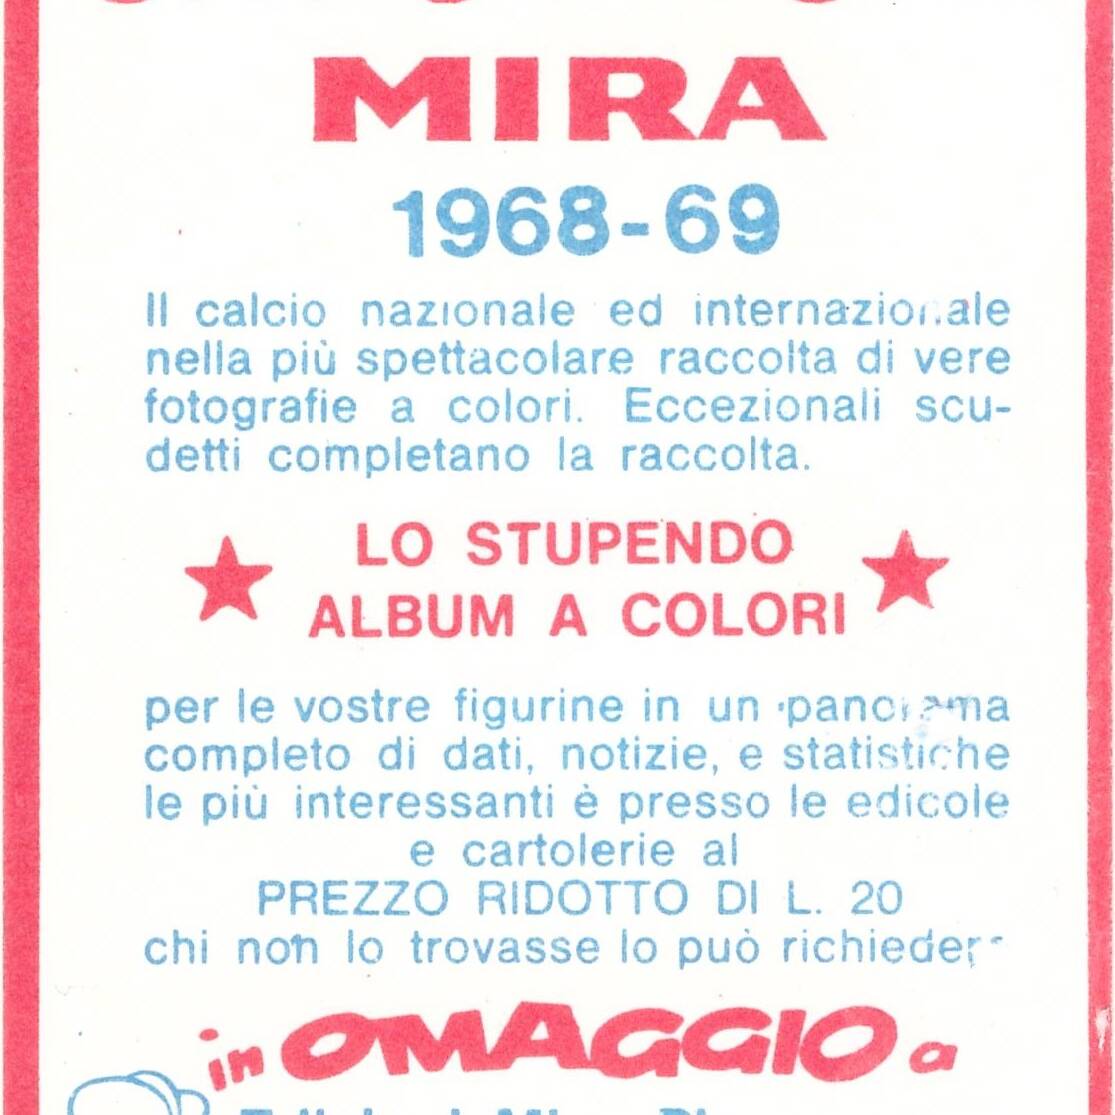 MIRA
1968-69
Il calcio nazionale ed internazionale
nella più spettacolare raccolta di vere
fotografie a colori. Eccezionali scu-
detti completano la raccolta.
LO STUPENDO
ALBUM A COLORI
per le vostre figurine in un panorama
completo di dati, notizie, e statistiche
le più interessanti è presso le edicole
e cartolerie al
PREZZO RIDOTTO DI L. 20
chi non lo trovasse lo può richiedere
in OMAGGIO a